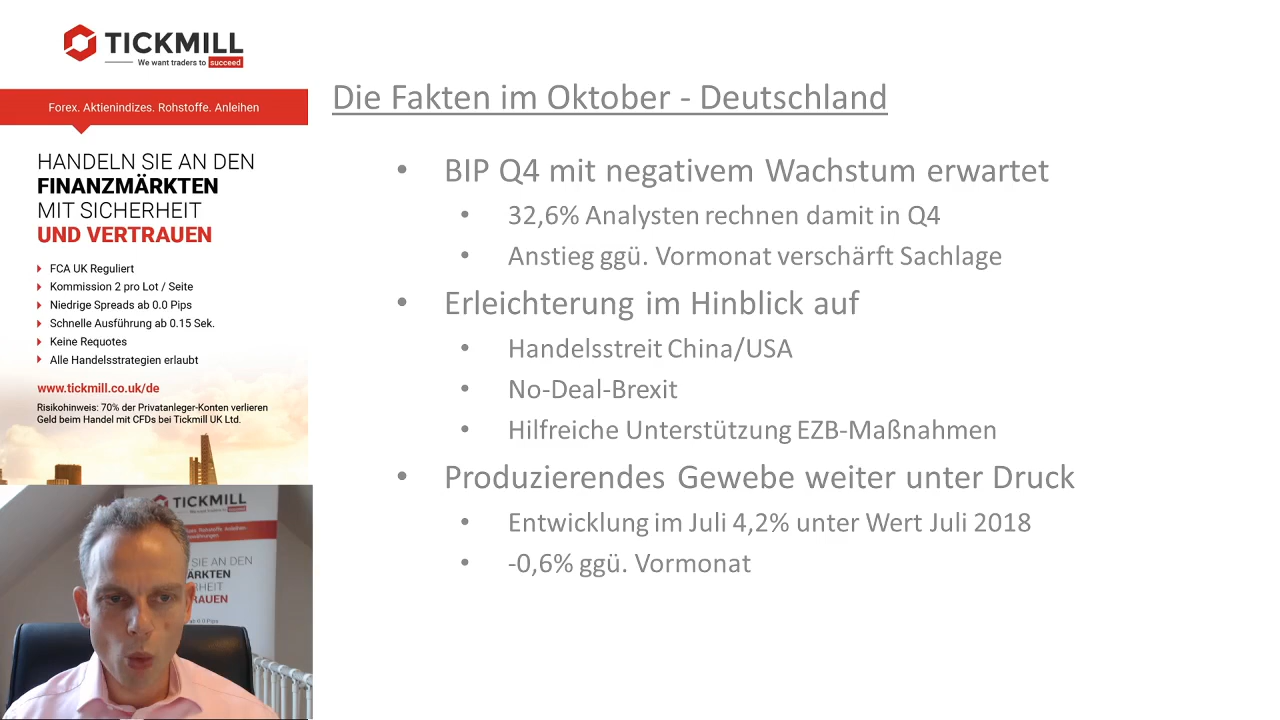 TICKMILL
We want traders to succeed
Forex. Aktienindizes. Rohstoffe. Anleihen
HANDELN SIE AN DEN
FINANZMÄRKTEN
MIT SICHERHEIT
UND VERTRAUEN
FCA UK Reguliert
Kommission 2 pro Lot / Seite
Niedrige Spreads ab 0.0 Pips
Schnelle Ausführung ab 0.15 Sek.
Keine Requotes
Alle Handelsstrategien erlaubt
www.tickmill.co.uk/de
Risikohinweis: 70% der Privatanleger-Konten verlieren
Geld beim Handel mit CFDs bei Tickmill UK Ltd.
Die Fakten im Oktober - Deutschland
• BIP Q4 mit negativem Wachstum erwartet
• 32,6% Analysten rechnen damit in Q4
• Anstieg ggü. Vormonat verschärft Sachlage
• Erleichterung im Hinblick auf
• Handelsstreit China/USA
• No-Deal-Brexit
• Hilfreiche Unterstützung EZB-Maßnahmen
• Produzierendes Gewebe weiter unter Druck
• Entwicklung im Juli 4,2% unter Wert Juli 2018
• -0,6% ggü. Vormonat
TICKMILL
SIE AN DEN
ÄRKTEN
HEIT
RAUEN